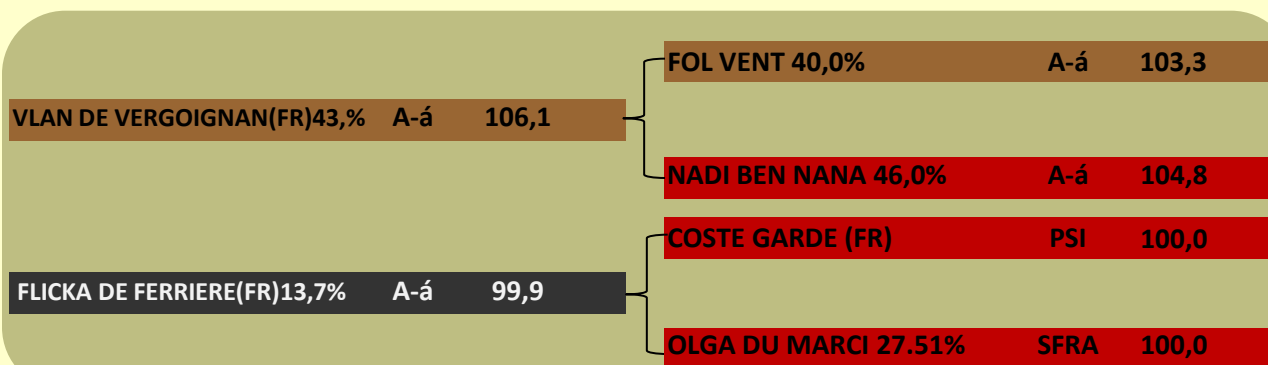 FOL VENT 40,0% A-á 103,3
VLAN DE VERGOIGNAN(FR)43,% A-á 106,1
NADI BEN NANA 46,0% A-á 104,8
COSTE GARDE (FR) PSI 100,0
FLICKA DE FERRIERE(FR)13,7% A-á 99,9
OLGA DU MARCI 27.51% SFRA 100,0